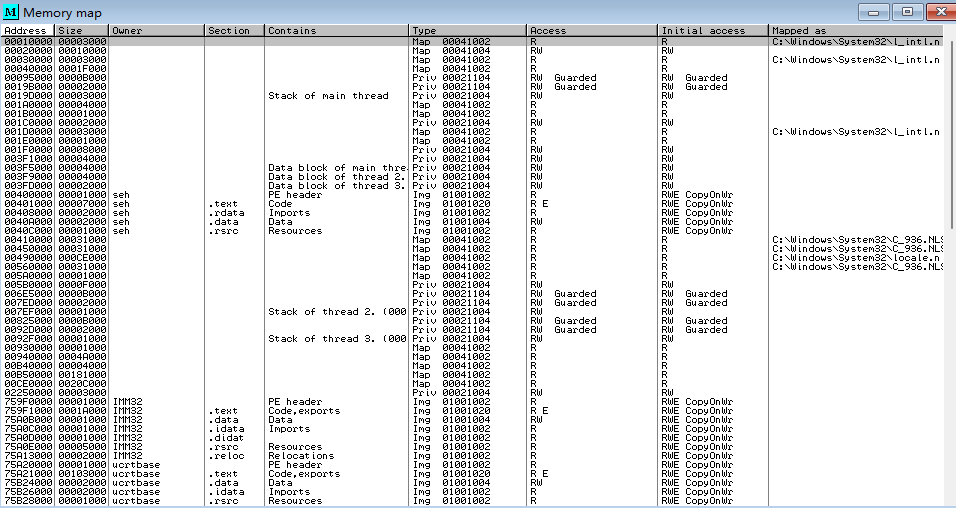 M Memory map
Address Size Owner Section Contains Type Access Initial access Mapped as
00010000 00003000 Map 00041002 R R C:\Windows\System32\l_intl.n
00020000 00010000 Map 00041004 RW RW
00030000 00003000 Map 00041002 R R C:\Windows\System32\l_intl.n
00040000 0001F000 Map 00041002 R R
00095000 0000B000 Priv 00021104 RW Guarded RW Guarded
0019B000 00002000 Priv 00021104 RW Guarded RW Guarded
0019D000 00003000 Stack of main thread Priv 00021004 RW RW
001A0000 00004000 Map 00041002 R R
001B0000 00001000 Map 00041002 R R
001C0000 00002000 Priv 00021004 RW RW
001D0000 00003000 Map 00041002 R R C:\Windows\System32\l_intl.n
001E0000 00001000 Map 00041002 R R
001F0000 00003000 Priv 00021004 RW RW
003F1000 00004000 Priv 00021004 RW RW
003F5000 00004000 Data block of main thre. Priv 00021004 RW RW
003F9000 00004000 Data block of thread 2. Priv 00021004 RW RW
003FD000 00002000 Data block of thread 3. Priv 00021004 RW RW
00400000 00001000 seh PE header Img 01001002 R RWE CopyOnWr
00401000 00007000 seh .text Code Img 01001020 R E RWE CopyOnWr
00408000 00002000 seh .rdata Imports Img 01001002 R RWE CopyOnWr
0040A000 00002000 seh .data Data Img 01001004 RW RWE CopyOnWr
0040C000 00001000 seh .rsrc Resources Img 01001002 R RWE CopyOnWr
00410000 00031000 Map 00041002 R R C:\Windows\System32\C_936.NLS
00450000 00031000 Map 00041002 R R C:\Windows\System32\C_936.NLS
00490000 000CE000 Map 00041002 R R C:\Windows\System32\locale.n
00560000 00031000 Map 00041002 R R C:\Windows\System32\C_936.NLS
005A0000 00001000 Map 00041002 R R
005B0000 0000F000 Priv 00021004 RW RW
006E5000 0000B000 Priv 00021104 RW Guarded RW Guarded
007ED000 00002000 Priv 00021104 RW Guarded RW Guarded
007EF000 00001000 Stack of thread 2. (000 Priv 00021004 RW RW
00825000 0000B000 Priv 00021104 RW Guarded RW Guarded
0092D000 00002000 Priv 00021104 RW Guarded RW Guarded
0092F000 00001000 Stack of thread 3. (000 Priv 00021004 RW RW
00930000 00001000 Map 00041002 R R
00940000 0004A000 Map 00041002 R R
00B40000 00004000 Map 00041002 R R
00B50000 00181000 Map 00041002 R R
00CE0000 0020C000 Map 00041002 R R
02250000 00003000 Priv 00021004 RW RW
759F0000 00001000 IMM32 PE header Img 01001002 R RWE CopyOnWr
759F1000 0001A000 IMM32 .text Code,exports Img 01001020 R E RWE CopyOnWr
75A0B000 00001000 IMM32 .data Data Img 01001004 RW RWE CopyOnWr
75A0C000 00001000 IMM32 .idata Imports Img 01001002 R RWE CopyOnWr
75A0D000 00001000 IMM32 .didat Img 01001002 R RWE CopyOnWr
75A0E000 00005000 IMM32 .rsrc Resources Img 01001002 R RWE CopyOnWr
75A13000 00002000 IMM32 .reloc Relocations Img 01001002 R RWE CopyOnWr
75A20000 00001000 ucrtbase PE header Img 01001002 R RWE CopyOnWr
75A21000 00103000 ucrtbase .text Code,exports Img 01001020 R E RWE CopyOnWr
75B24000 00002000 ucrtbase .data Data Img 01001004 RW RWE CopyOnWr
75B26000 00002000 ucrtbase .idata Imports Img 01001002 R RWE CopyOnWr
75B28000 00001000 ucrtbase .rsrc Resources Img 01001002 R RWE CopyOnWr